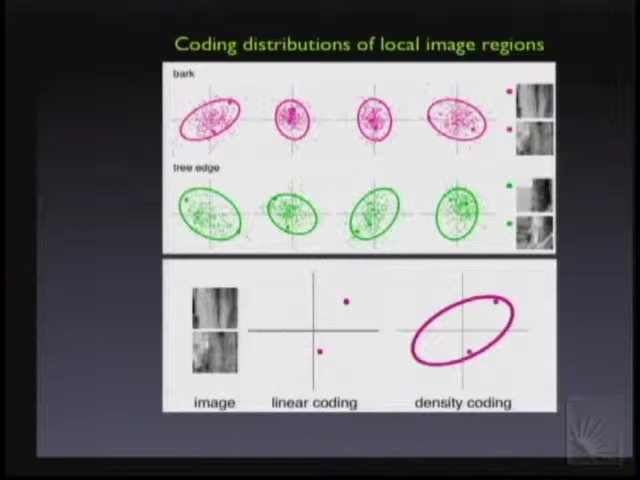 Coding distributions of local image regions
bark
tree edge
image
linear coding
density coding